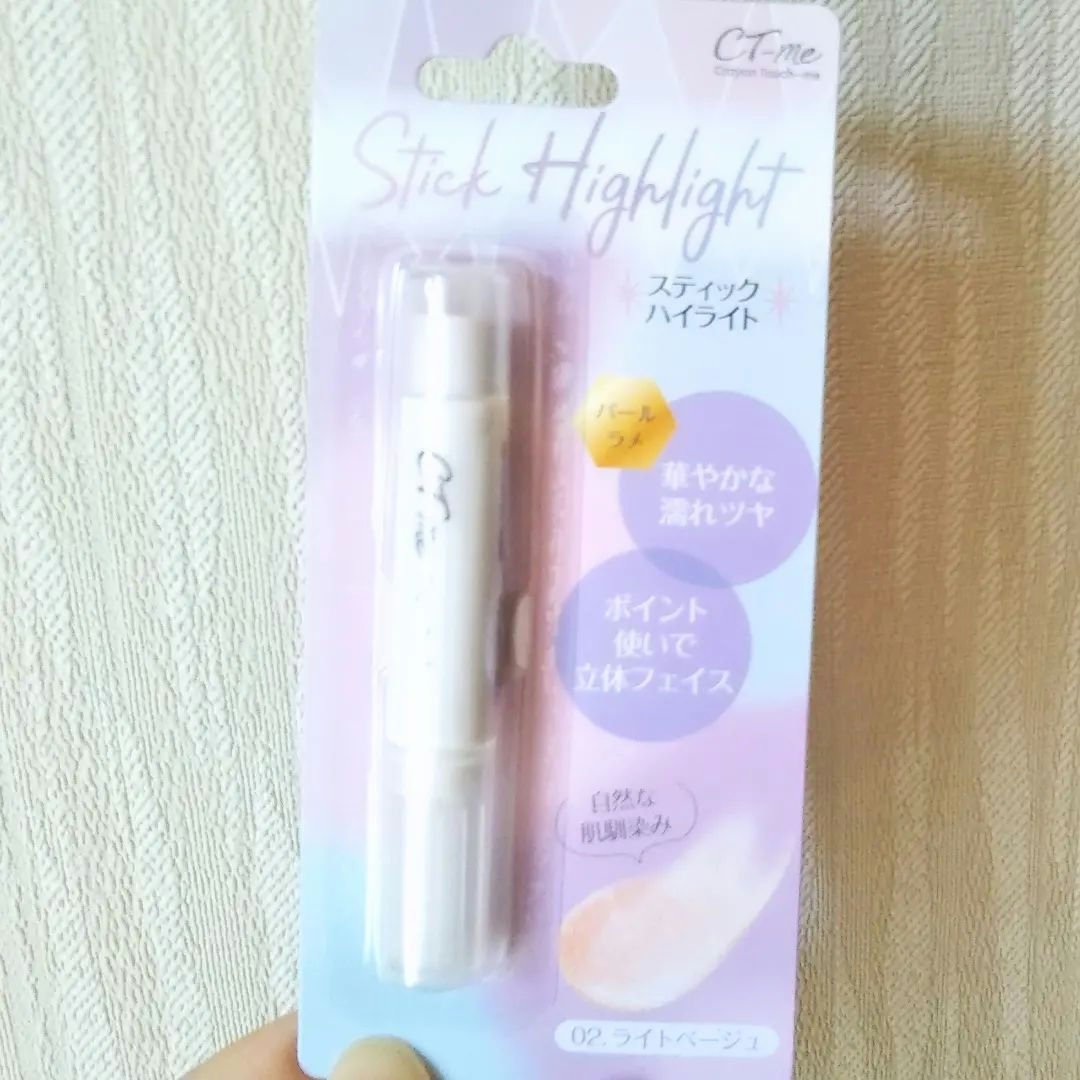 CT-me
Crayon Touch-me
Stick Highlight
スティック
ハイライト
パール
ラメ
華やかな
濡れツヤ
ポイント
使いで
立体フェイス
自然な
肌馴染み
02.ライトベージュ
CT
me